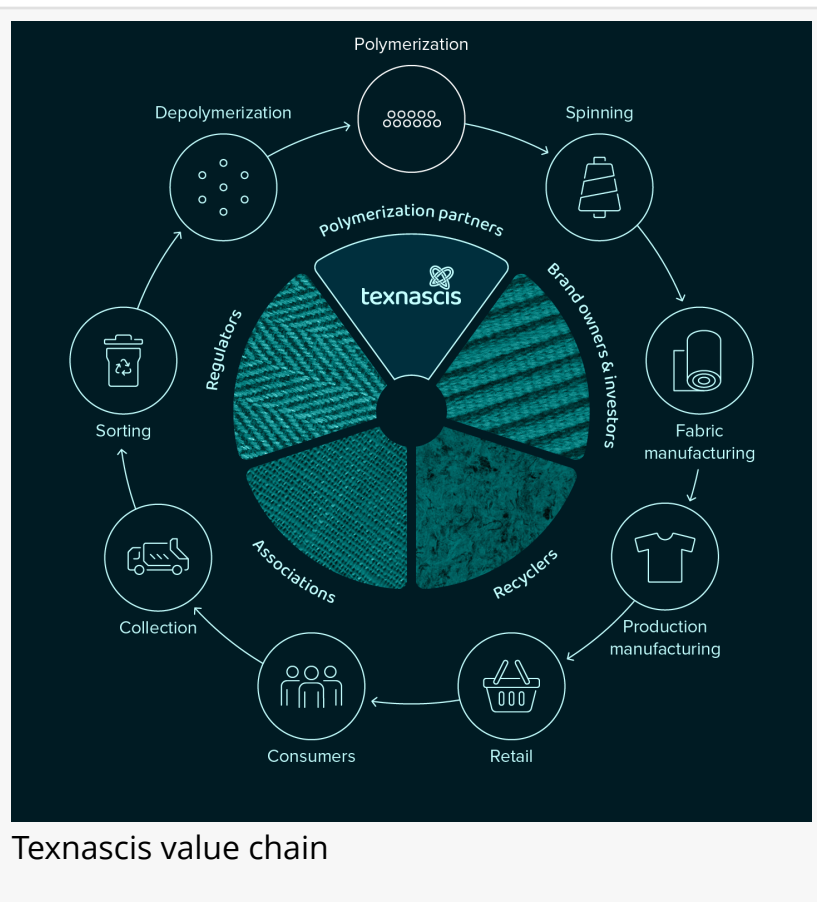 Polymerization
Depolymerization
Spinning
Polymerization partners
texnascis
Brand owners & investors
Regulators
Sorting
Fabric
manufacturing
Associations
Recyclers
Collection
Production
manufacturing
Consumers
Retail
Texnascis value chain